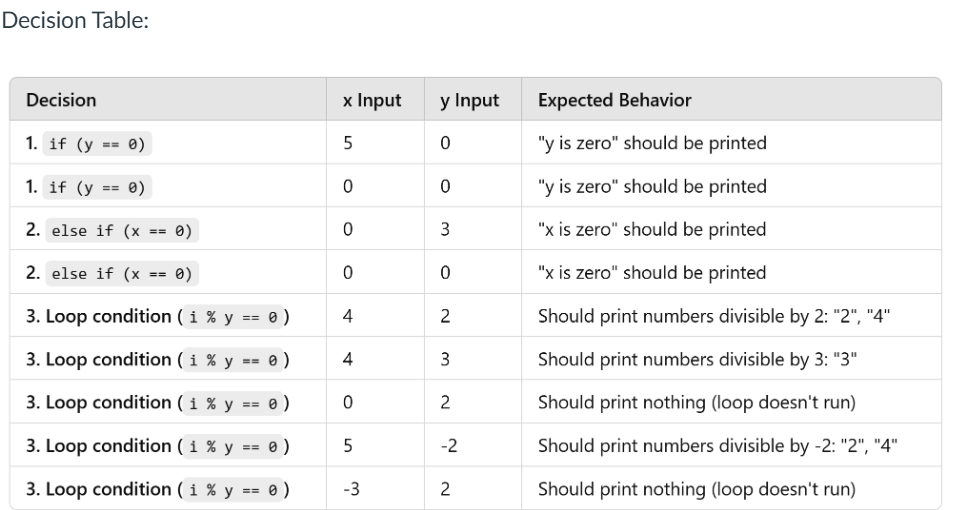 Decision Table:
Decision x Input y Input Expected Behavior
1. if (y == 0) 5 0 "y is zero" should be printed
1. if (y == 0) 0 0 "y is zero" should be printed
2. else if (x == 0) 0 3 "x is zero" should be printed
2. else if (x == 0) 0 0 "x is zero" should be printed
3. Loop condition ( i % y == 0 ) 4 2 Should print numbers divisible by 2: "2", "4"
3. Loop condition ( i % y == 0 ) 4 3 Should print numbers divisible by 3: "3"
3. Loop condition ( i % y == 0 ) 0 2 Should print nothing (loop doesn't run)
3. Loop condition ( i % y == 0 ) 5 -2 Should print numbers divisible by -2: "2", "4"
3. Loop condition ( i % y == 0 ) -3 2 Should print nothing (loop doesn't run)